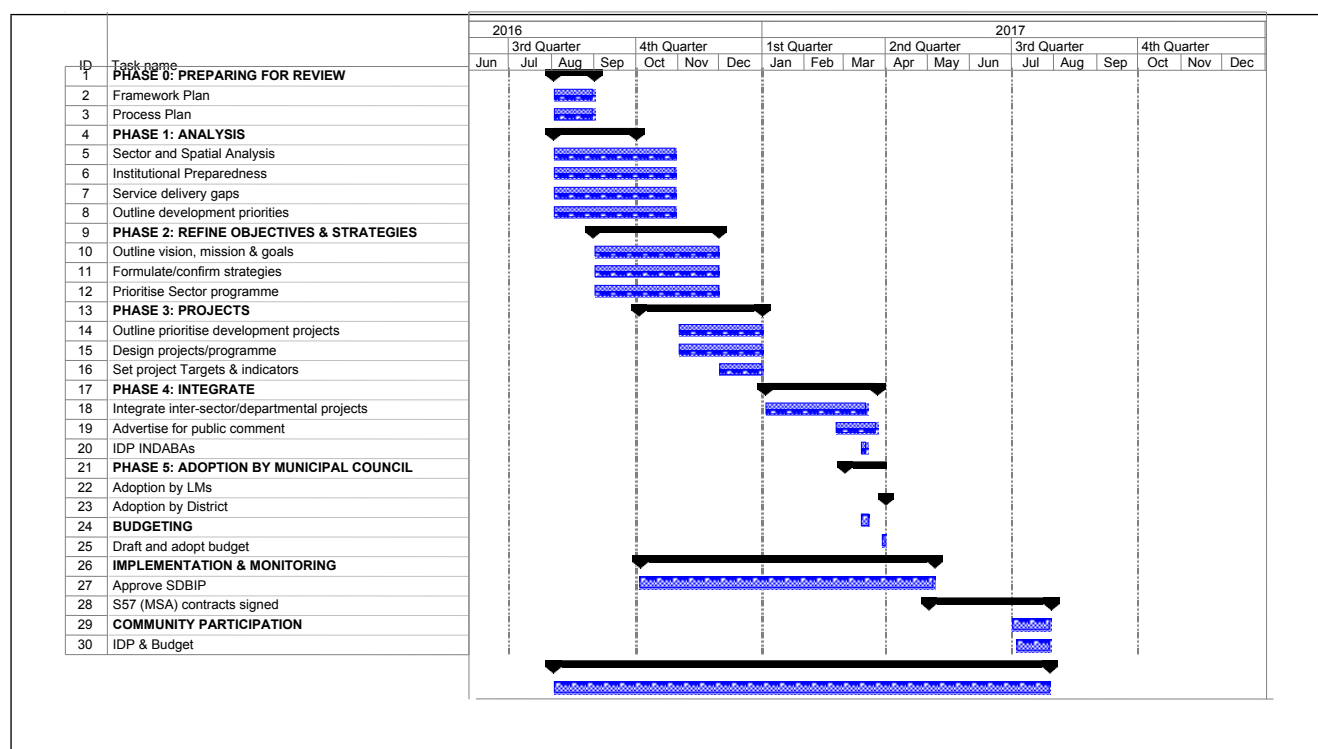 2016 2017
3rd Quarter 4th Quarter 1st Quarter 2nd Quarter 3rd Quarter 4th Quarter
ID Task name Jun Jul Aug Sep Oct Nov Dec Jan Feb Mar Apr May Jun Jul Aug Sep Oct Nov Dec
1 PHASE 0: PREPARING FOR REVIEW
2 Framework Plan
3 Process Plan
4 PHASE 1: ANALYSIS
5 Sector and Spatial Analysis
6 Institutional Preparedness
7 Service delivery gaps
8 Outline development priorities
9 PHASE 2: REFINE OBJECTIVES & STRATEGIES
10 Outline vision, mission & goals
11 Formulate/confirm strategies
12 Prioritise Sector programme
13 PHASE 3: PROJECTS
14 Outline prioritise development projects
15 Design projects/programme
16 Set project Targets & indicators
17 PHASE 4: INTEGRATE
18 Integrate inter-sector/departmental projects
19 Advertise for public comment
20 IDP INDABAs
21 PHASE 5: ADOPTION BY MUNICIPAL COUNCIL
22 Adoption by LMs
23 Adoption by District
24 BUDGETING
25 Draft and adopt budget
26 IMPLEMENTATION & MONITORING
27 Approve SDBIP
28 S57 (MSA) contracts signed
29 COMMUNITY PARTICIPATION
30 IDP & Budget